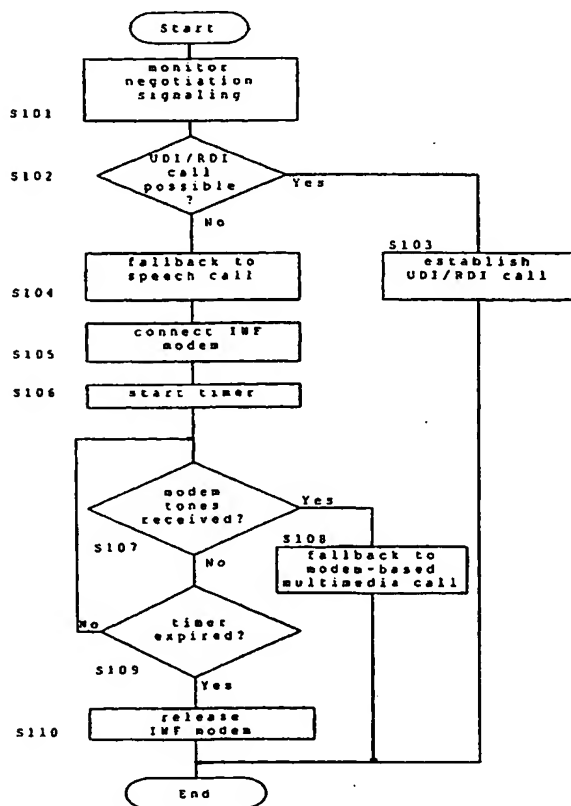 Start
monitor
negotiation
signaling
S101
UDI/RDI
call
possible
?
S102
Yes
No
S103
establish
UDI/RDI call
fallback to
speech call
S104
connect IWF
modem
S105
S106
start timer
modem
tones
received?
Yes
S107
No
S108
fallback to
modem-based
multimedia call
No
timer
expired?
S109
Yes
release
IWF modem
S110
End